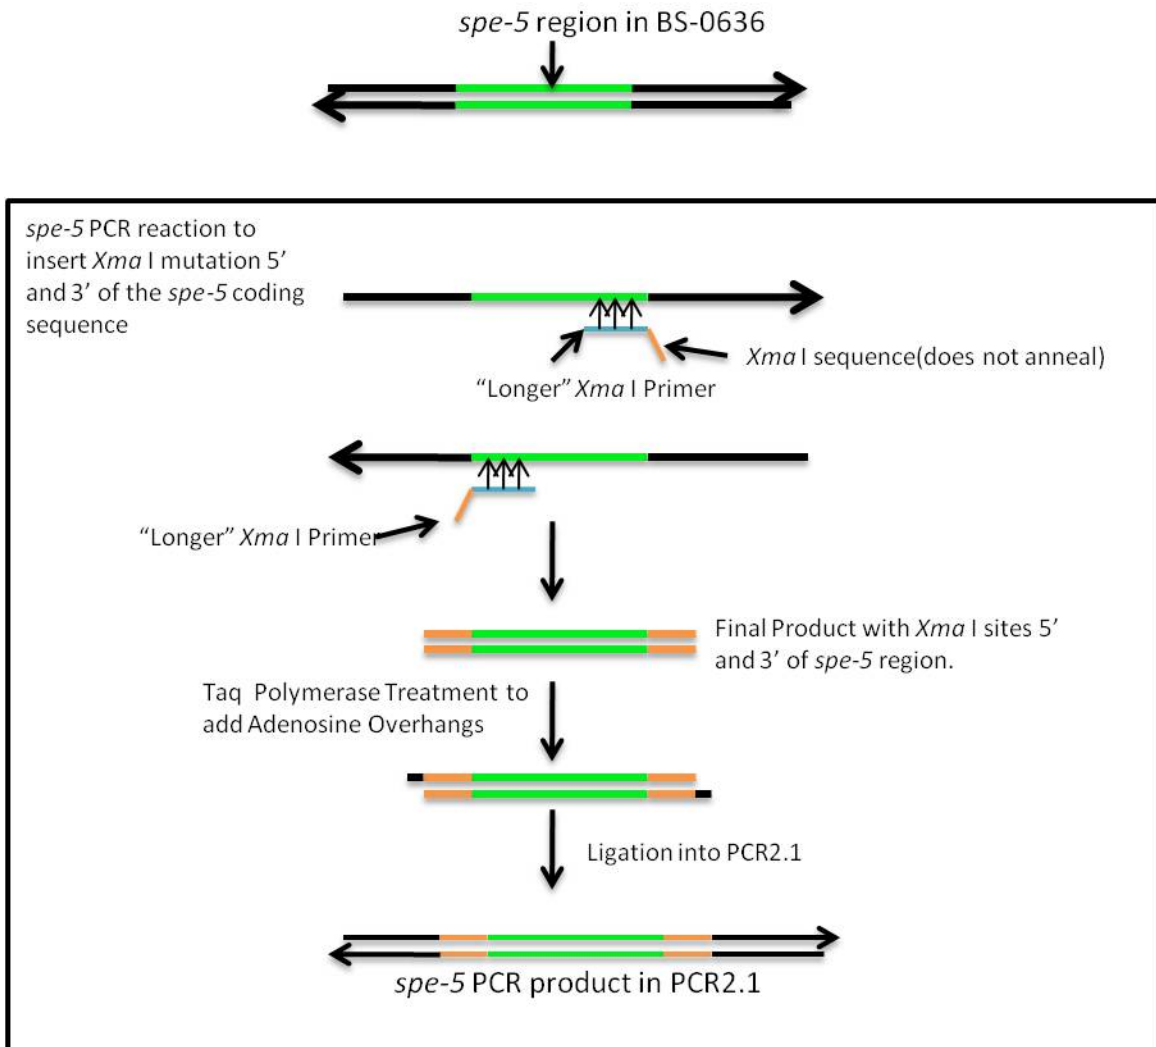 spe-5 region in BS-0636
spe-5 PCR reaction to
insert Xma I mutation 5’
and 3’ of the spe-5 coding
sequence
Xma I sequence(does not anneal)
“Longer” Xma I Primer
“Longer” Xma I Primer
Final Product with Xma I sites 5’
and 3’ of spe-5 region.
Taq Polymerase Treatment to
add Adenosine Overhangs
Ligation into PCR2.1
spe-5 PCR product in PCR2.1